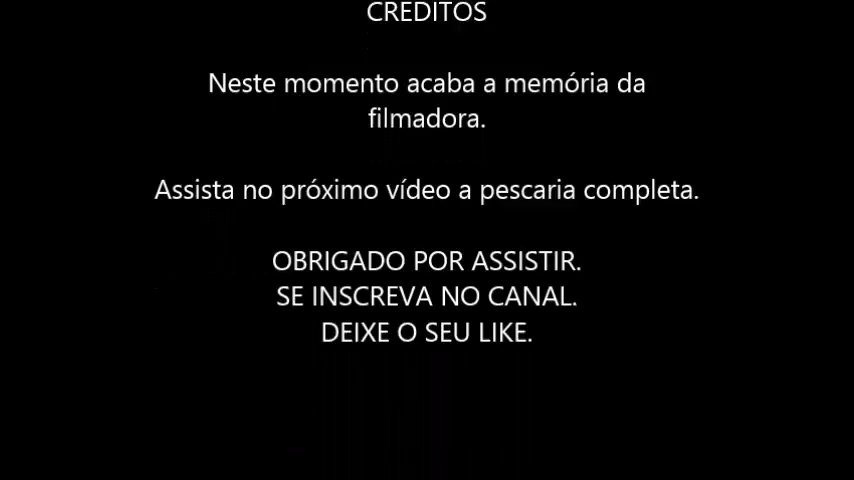 CREDITOS
Neste momento acaba a memória da
filmadora.
Assista no próximo vídeo a pescaria completa.
OBRIGADO POR ASSISTIR.
SE INSCREVA NO CANAL.
DEIXE O SEU LIKE.